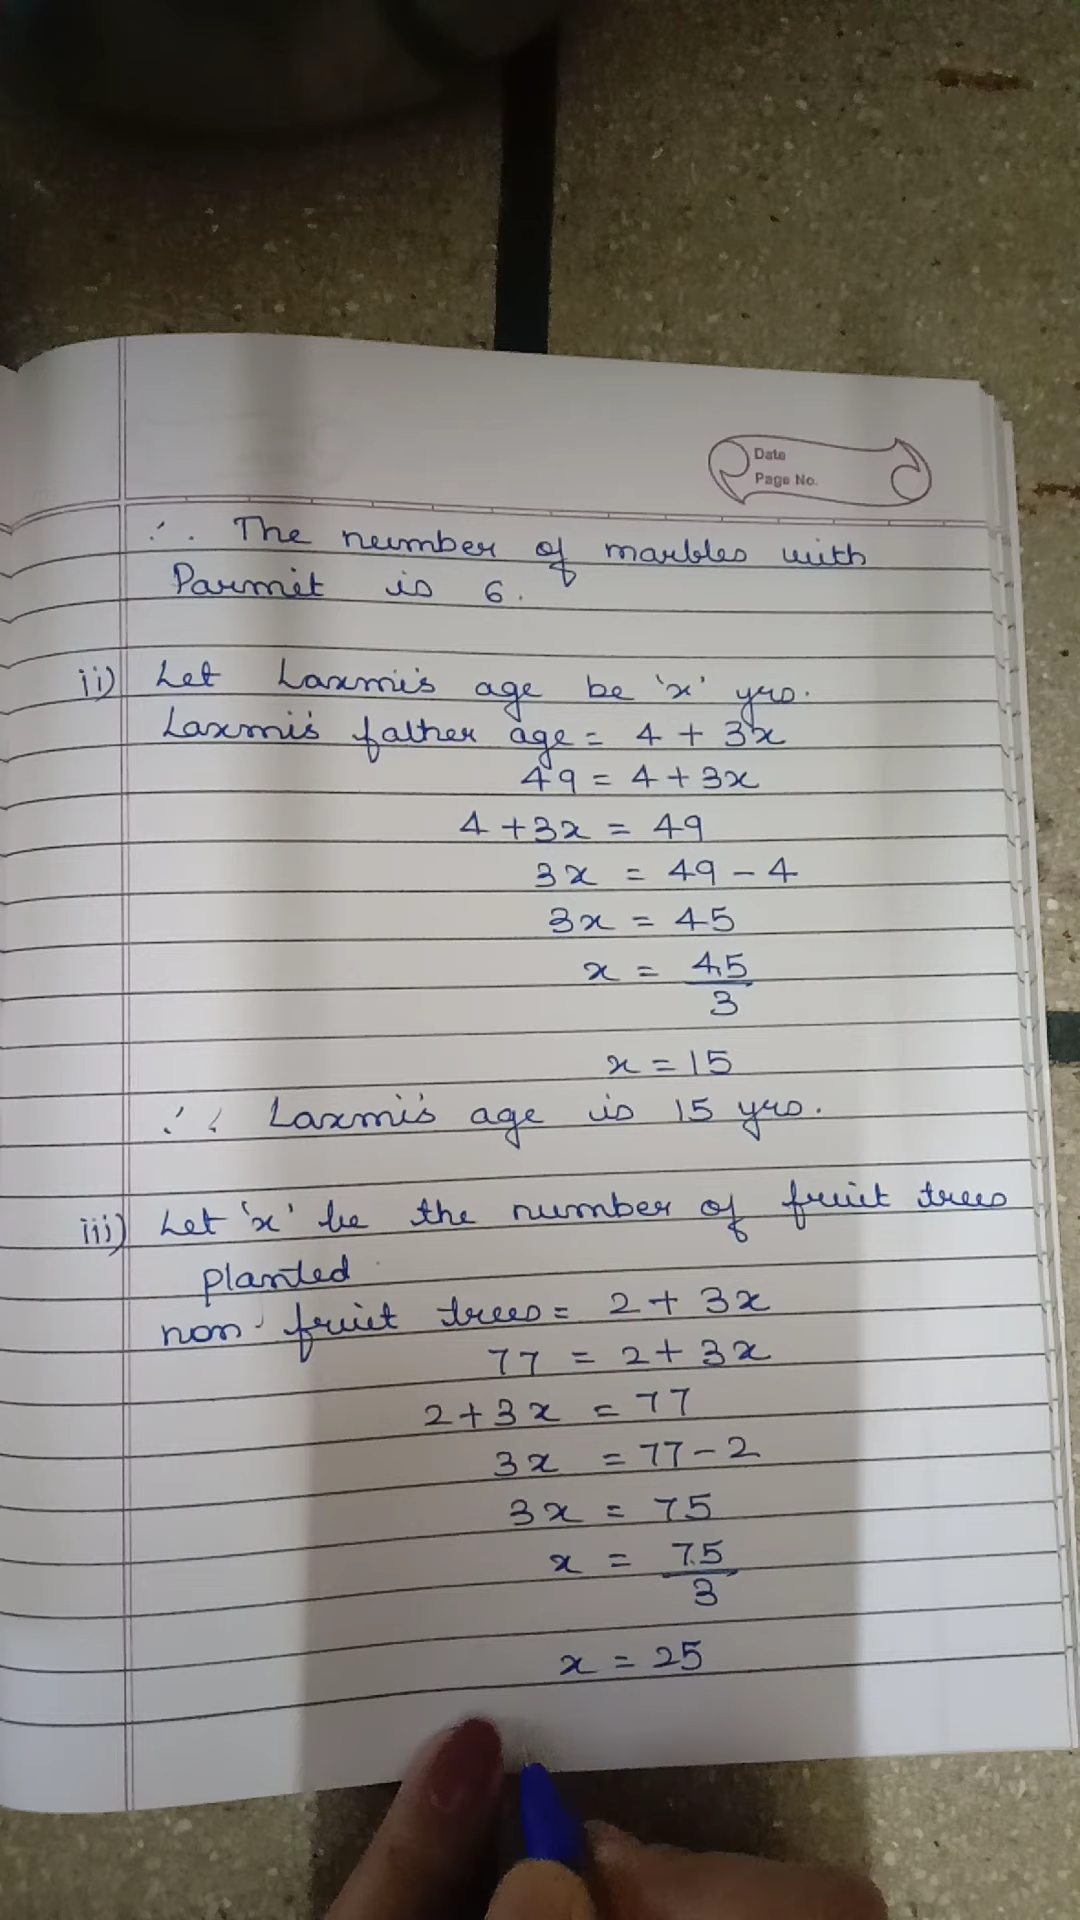 Date
Page No.
∴ The number of marbles with
Parmit is 6.
ii) Let Laxmi's age be 'x' yrs.
Laxmi's father age = 4 + 3x
49 = 4 + 3x
4 + 3x = 49
3x = 49 - 4
3x = 45
x = 45/3
x = 15
∴ Laxmi's age is 15 yrs.
iii) Let 'x' be the number of fruit trees
planted
non fruit trees = 2 + 3x
77 = 2 + 3x
2 + 3x = 77
3x = 77 - 2
3x = 75
x = 75/3
x = 25